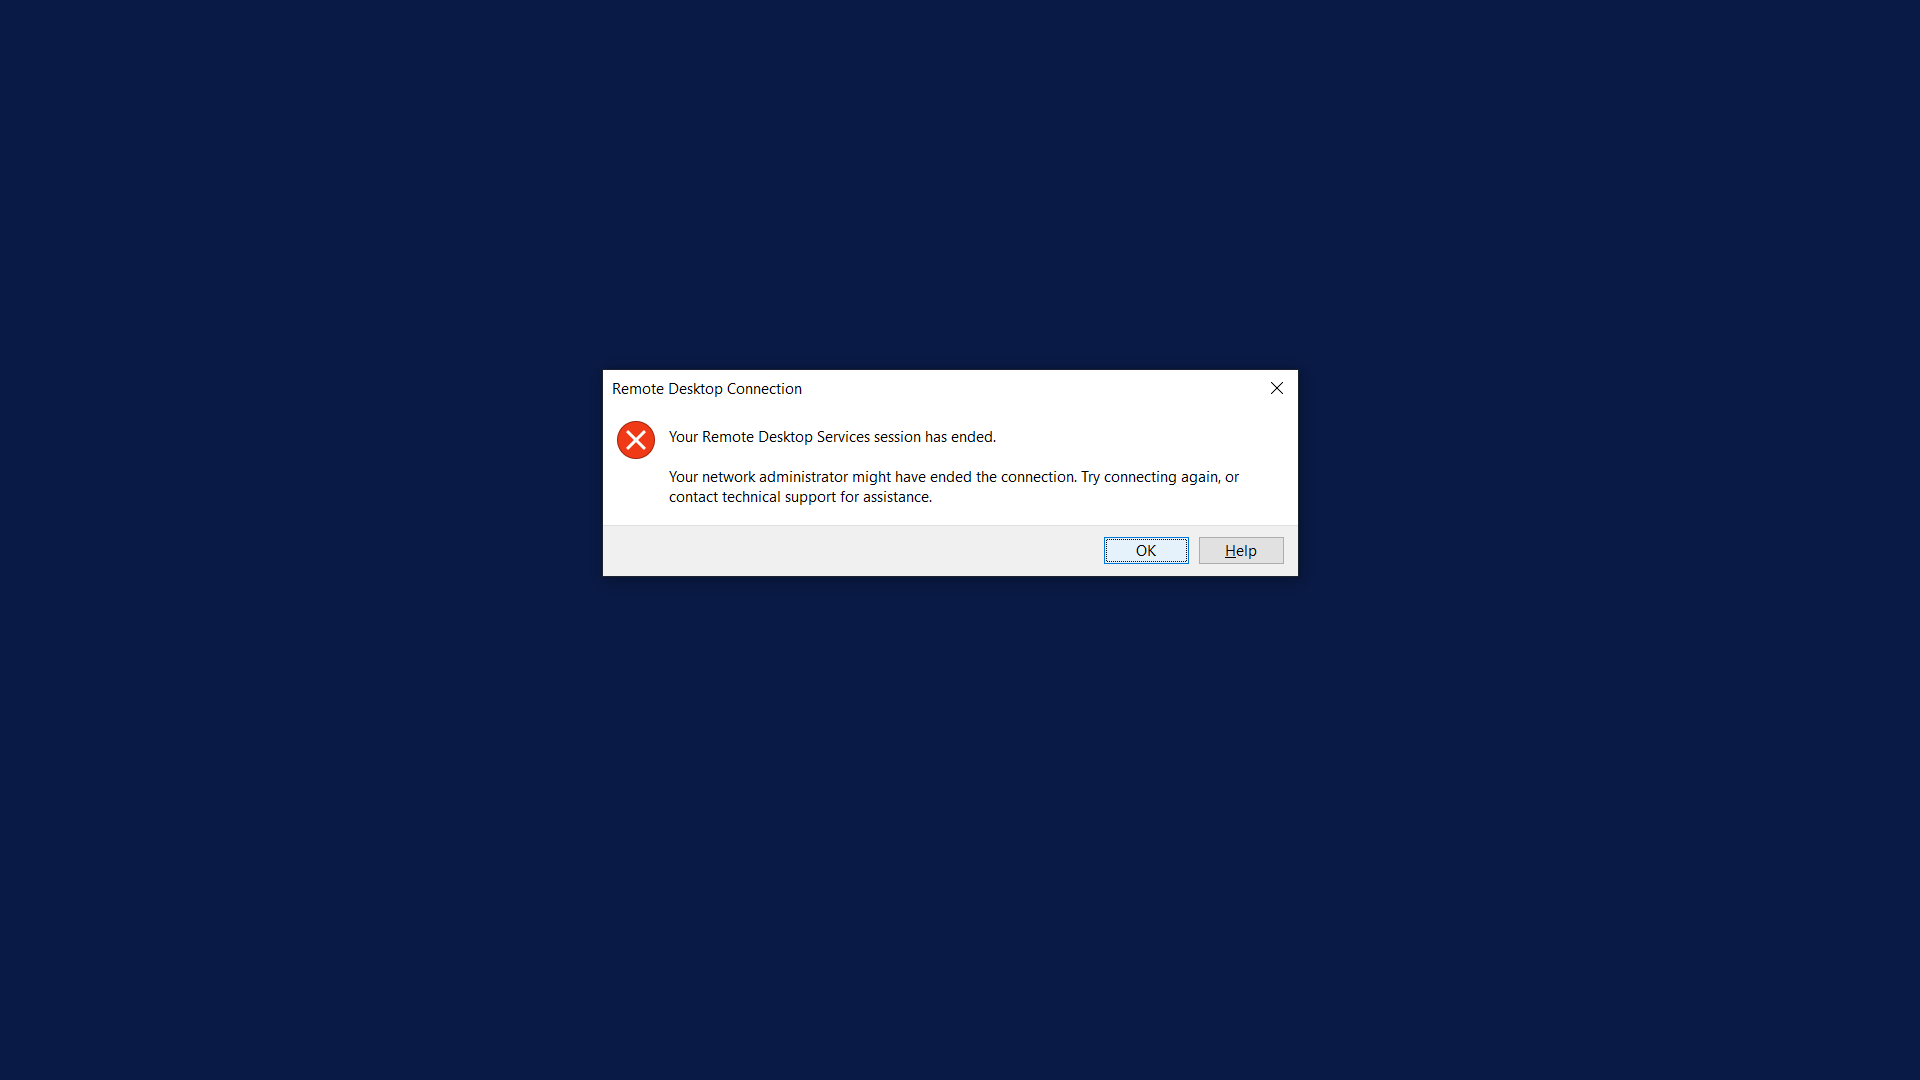 Remote Desktop Connection
Your Remote Desktop Services session has ended.
Your network administrator might have ended the connection. Try connecting again, or
contact technical support for assistance.
OK
Help